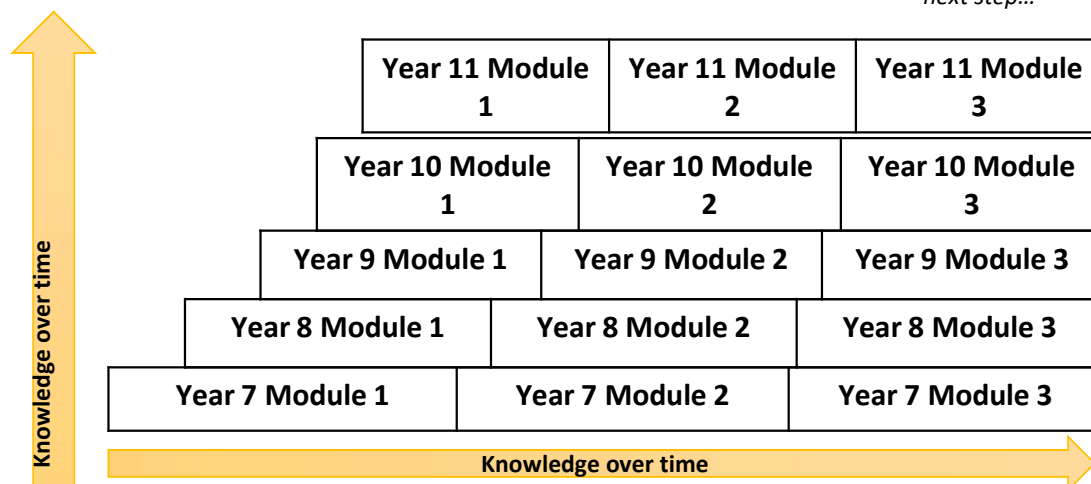 next step…
Year 11 Module
1
Year 11 Module
2
Year 11 Module
3
Year 10 Module
1
Year 10 Module
2
Year 10 Module
3
Year 9 Module 1
Year 9 Module 2
Year 9 Module 3
Year 8 Module 1
Year 8 Module 2
Year 8 Module 3
Year 7 Module 1
Year 7 Module 2
Year 7 Module 3
Knowledge over time
Knowledge over time